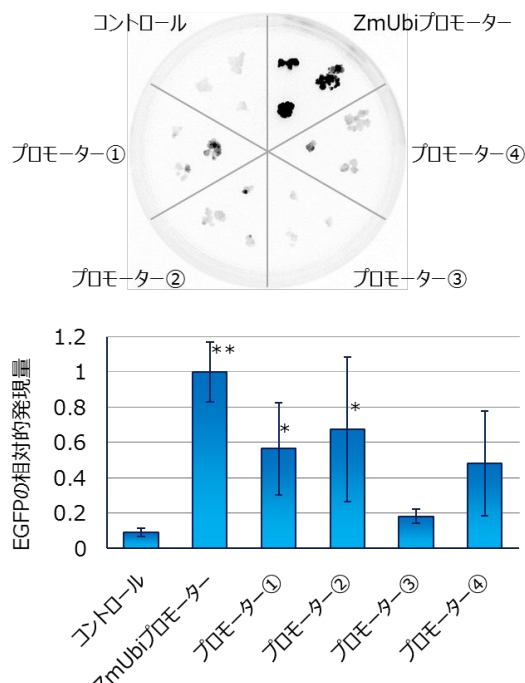 コントロール
ZmUbiプロモーター
プロモーター①
プロモーター④
プロモーター②
プロモーター③
EGFPの相対的発現量
1.2
1
0.8
0.6
0.4
0.2
0
**
*
*
コントロール
ZmUbiプロモーター
プロモーター①
プロモーター②
プロモーター③
プロモーター④